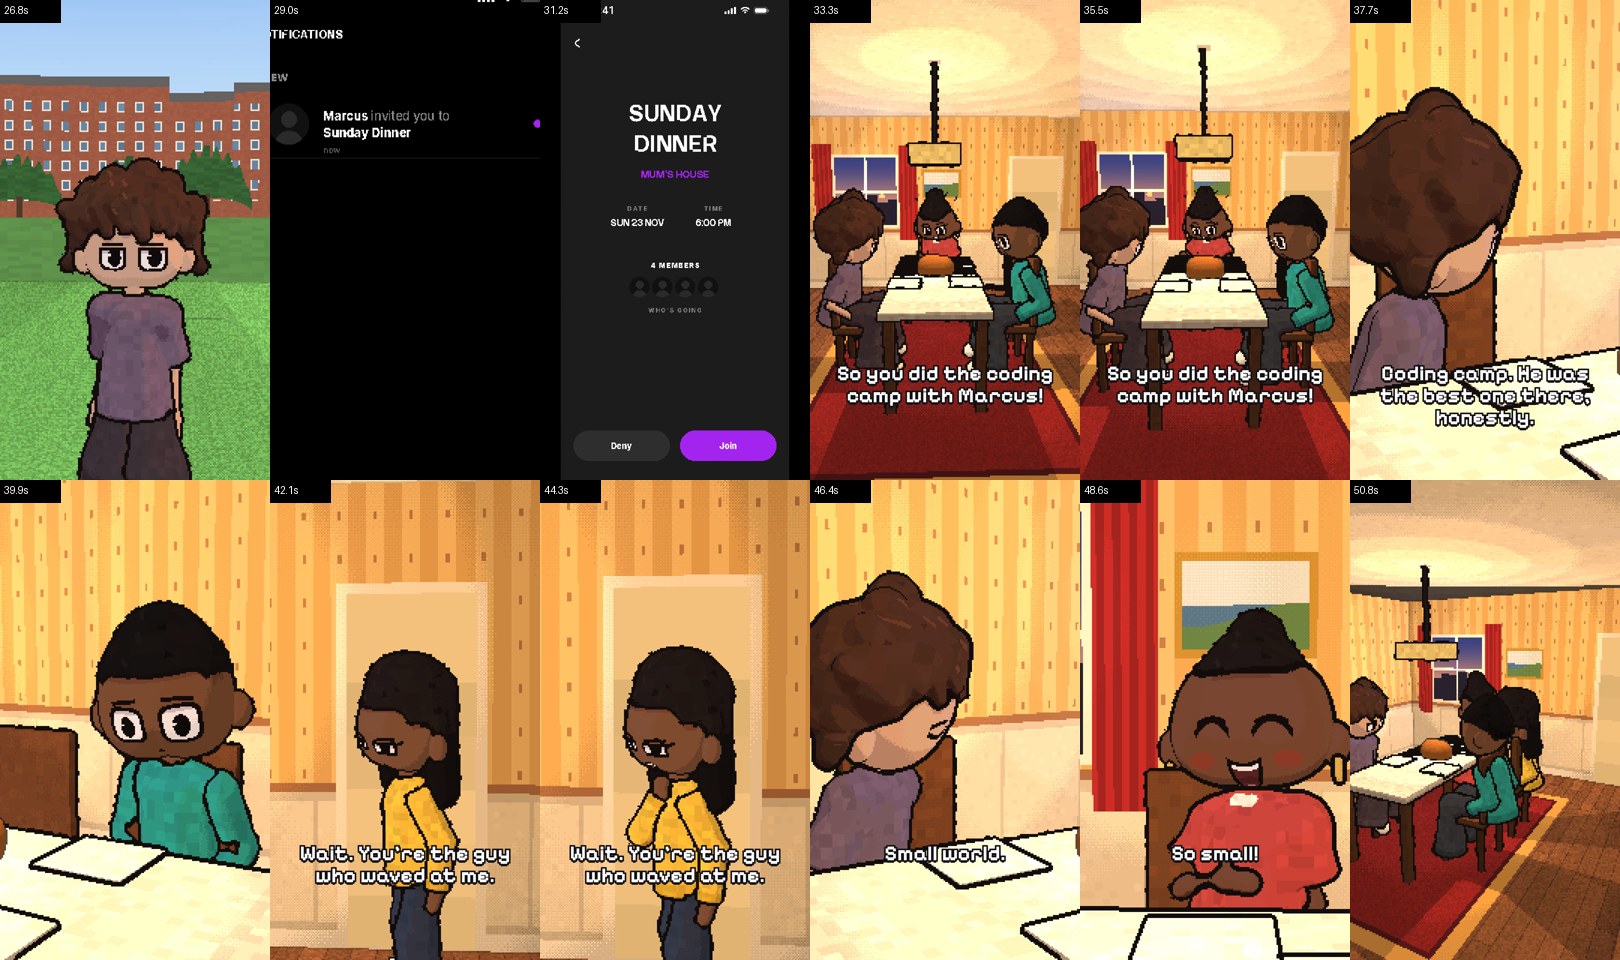 26.8s
29.0s
TIFICATIONS
EW
Marcus invited you to
Sunday Dinner
now
31.2s
41
SUNDAY
DINNER
MUM'S HOUSE
DATE
TIME
SUN 23 NOV
6:00 PM
4 MEMBERS
WHO'S GOING
Deny
Join
33.3s
So you did the coding
camp with Marcus!
35.5s
So you did the coding
camp with Marcus!
37.7s
Coding camp. He was
the best one there,
honestly.
39.9s
42.1s
Wait. You're the guy
who waved at me.
44.3s
Wait. You're the guy
who waved at me.
46.4s
Small world.
48.6s
So small!
50.8s